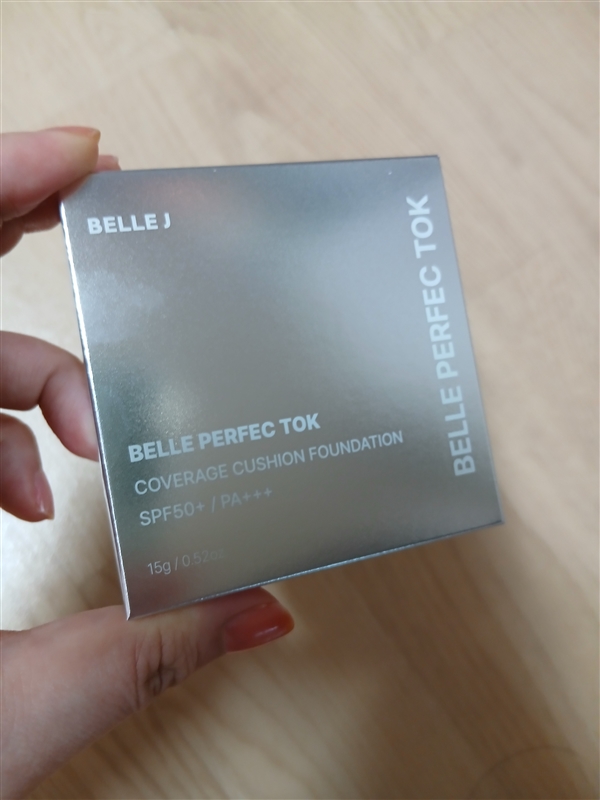 BELLE J
BELLE PERFEC TOK
BELLE PERFEC TOK
COVERAGE CUSHION FOUNDATION
SPF50+ / PA+++
15g / 0.52oz